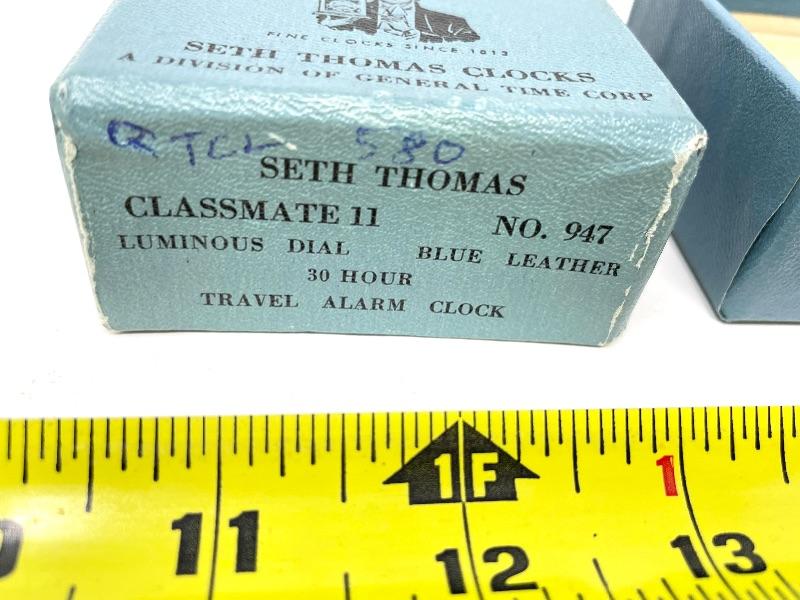 FINE CLOCKS SINCE 1813
SETH THOMAS CLOCKS
A DIVISION OF GENERAL TIME CORP
TCL 580
SETH THOMAS
CLASSMATE 11
NO. 947
LUMINOUS DIAL BLUE LEATHER
30 HOUR
TRAVEL ALARM CLOCK
1F 1
11 12 13